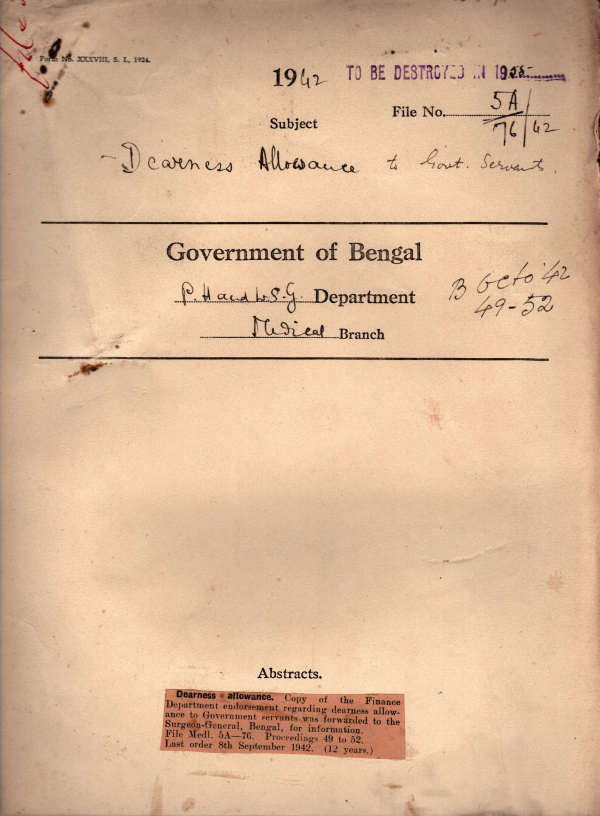 Form No. XXXVIII, S. I., 1924.
1942 TO BE DESTROYED IN 1955
File No. 5A/76/42
Subject
Dearness Allowance to Govt. Servants.
Government of Bengal
P. H and L. S. G. Department
B Octo '42
49-52
Medical Branch
Abstracts.
Dearness allowance. Copy of the Finance
Department endorsement regarding dearness allow-
ance to Government servants was forwarded to the
Surgeon-General, Bengal, for information.
File Medl. 5A—76. Proceedings 49 to 52.
Last order 8th September 1942. (12 years.)